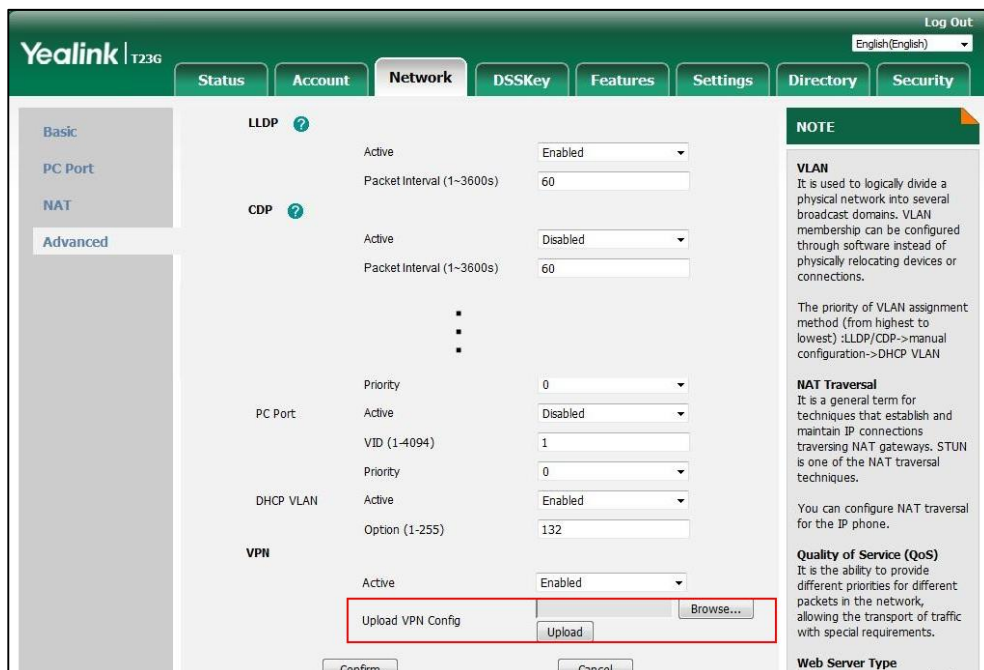 Log Out
Yealink | T23G
English(English)
Status Account Network DSSKey Features Settings Directory Security
Basic
PC Port
NAT
Advanced
LLDP ?
Active Enabled
Packet Interval (1~3600s) 60
CDP ?
Active Disabled
Packet Interval (1~3600s) 60
Priority 0
PC Port Active Disabled
VID (1-4094) 1
Priority 0
DHCP VLAN Active Enabled
Option (1-255) 132
VPN
Active Enabled
Upload VPN Config Browse...
Upload
Confirm Cancel
NOTE
VLAN
It is used to logically divide a
physical network into several
broadcast domains. VLAN
membership can be configured
through software instead of
physically relocating devices or
connections.
The priority of VLAN assignment
method (from highest to
lowest) :LLDP/CDP->manual
configuration->DHCP VLAN
NAT Traversal
It is a general term for
techniques that establish and
maintain IP connections
traversing NAT gateways. STUN
is one of the NAT traversal
techniques.
You can configure NAT traversal
for the IP phone.
Quality of Service (QoS)
It is the ability to provide
different priorities for different
packets in the network,
allowing the transport of traffic
with special requirements.
Web Server Type